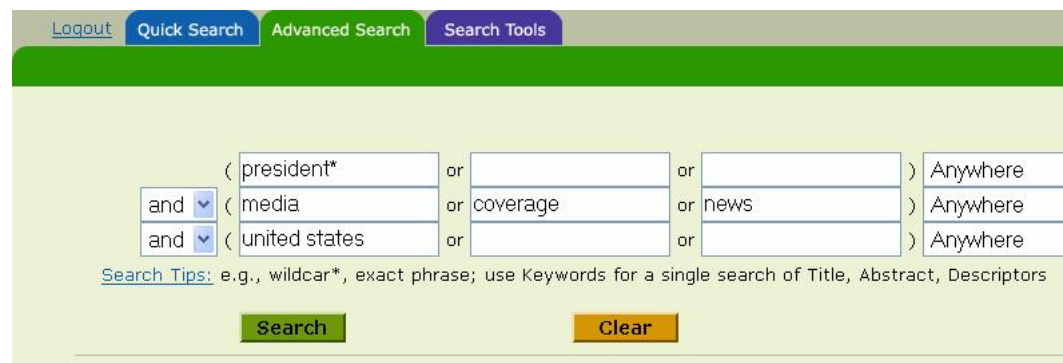 Logout Quick Search Advanced Search Search Tools
( president* or or ) Anywhere
and ( media or coverage or news ) Anywhere
and ( united states or or ) Anywhere
Search Tips: e.g., wildcar*, exact phrase; use Keywords for a single search of Title, Abstract, Descriptors
Search Clear